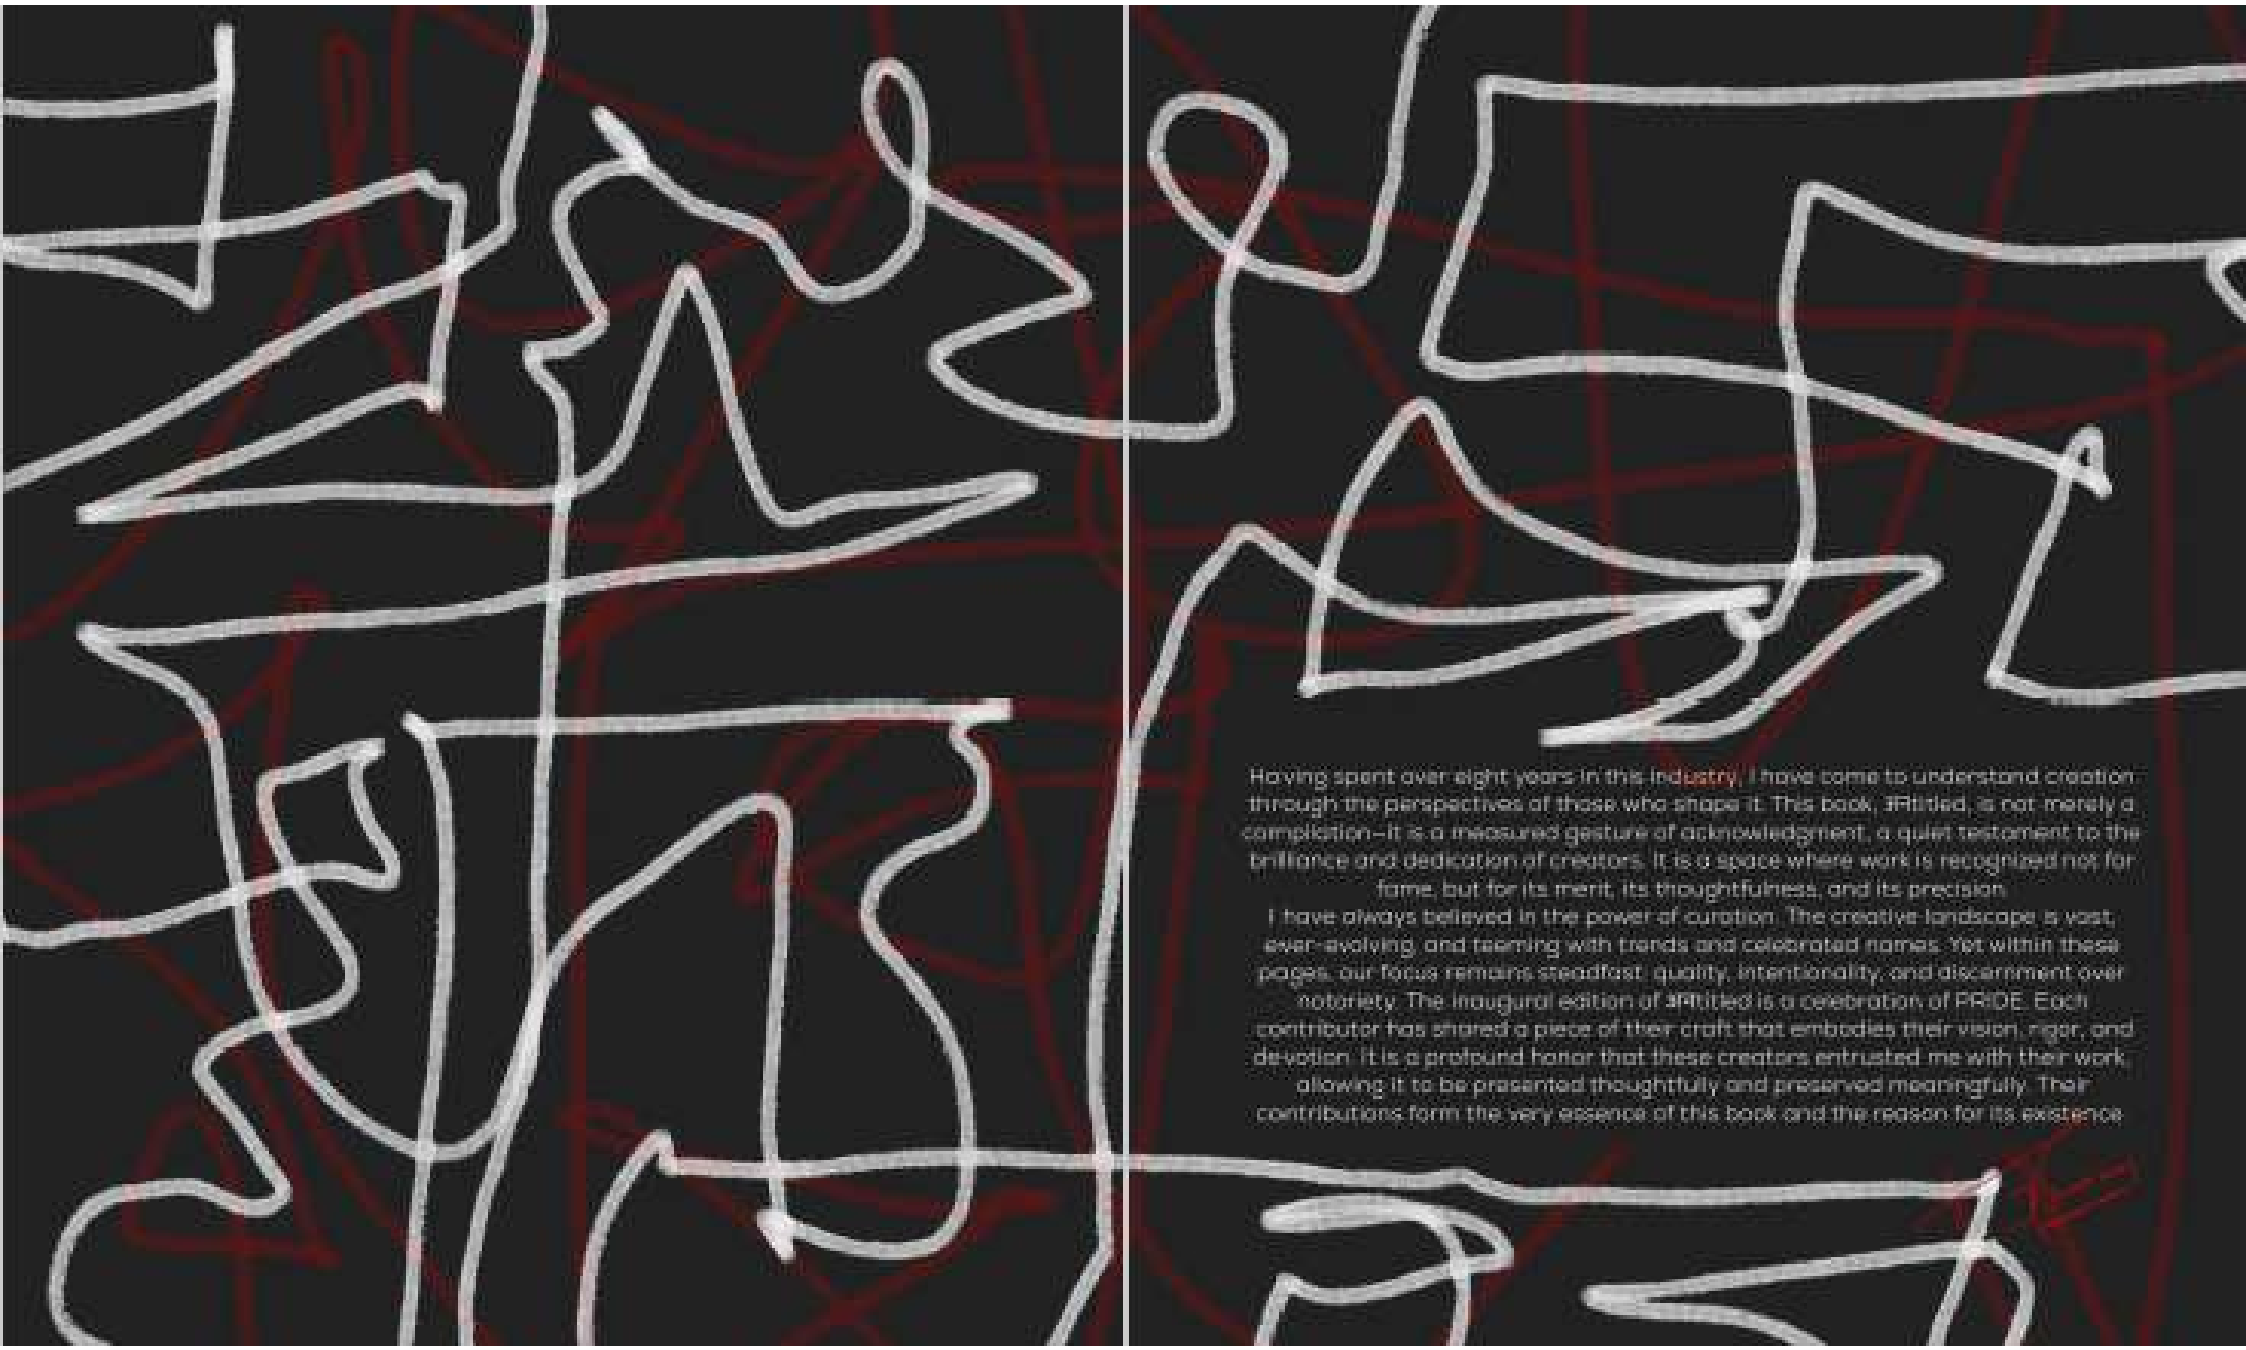 Having spent over eight years in this industry, I have come to understand creation
through the perspectives of those who shape it. This book, titled, is not merely a
compilation—it is a measured gesture of acknowledgment, a quiet testament to the
brilliance and dedication of creators. It is a space where work is recognized not for
fame, but for its merit, its thoughtfulness, and its precision.
I have always believed in the power of curation. The creative landscape is vast,
ever-evolving, and teeming with trends and celebrated names. Yet within these
pages, our focus remains steadfast: quality, intentionality, and discernment over
notoriety. The inaugural edition of titled is a celebration of PRIDE. Each
contributor has shared a piece of their craft that embodies their vision, rigor, and
devotion. It is a profound honor that these creators entrusted me with their work,
allowing it to be presented thoughtfully and preserved meaningfully. Their
contributions form the very essence of this book and the reason for its existence